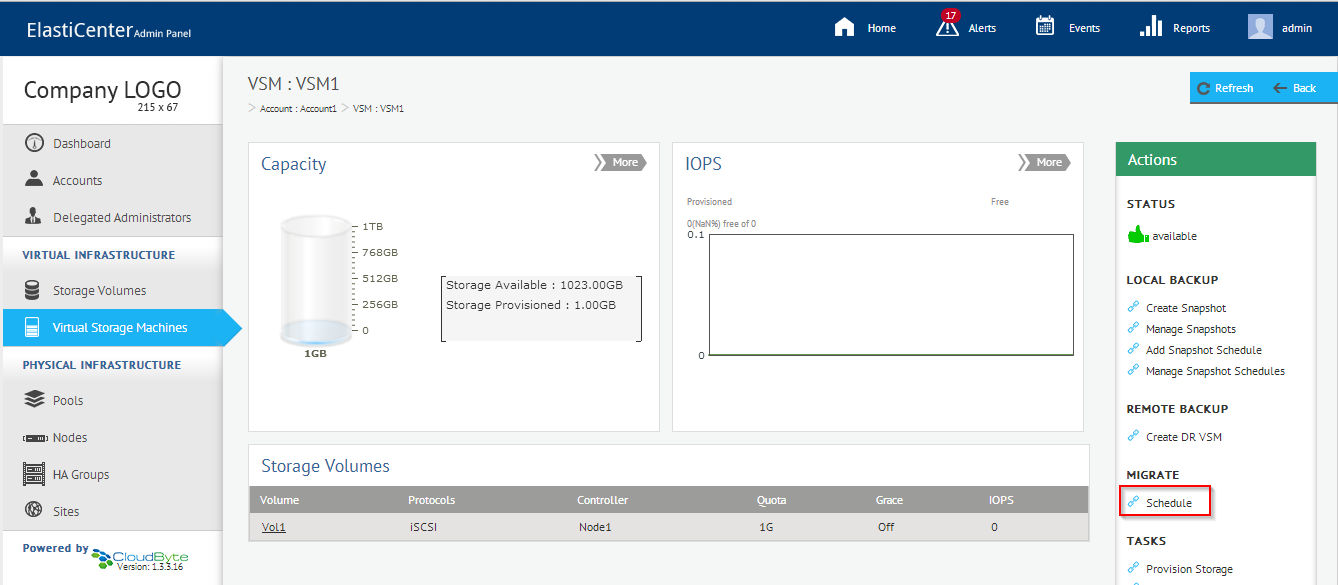 ElastiCenter Admin Panel
Home
17
Alerts
Events
Reports
admin
Company LOGO
215 x 67
Dashboard
Accounts
Delegated Administrators
VIRTUAL INFRASTRUCTURE
Storage Volumes
Virtual Storage Machines
PHYSICAL INFRASTRUCTURE
Pools
Nodes
HA Groups
Sites
Powered by CloudByte
Version: 1.3.3.16
VSM : VSM1
Account : Account1 > VSM : VSM1
Refresh
Back
Capacity
More
1TB
768GB
512GB
256GB
0
1GB
Storage Available : 1023.00GB
Storage Provisioned : 1.00GB
IOPS
More
Provisioned Free
0(NaN%) free of 0
0.1
0
Storage Volumes
Volume Protocols Controller Quota Grace IOPS
Vol1 iSCSI Node1 1G Off 0
Actions
STATUS
available
LOCAL BACKUP
Create Snapshot
Manage Snapshots
Add Snapshot Schedule
Manage Snapshot Schedules
REMOTE BACKUP
Create DR VSM
MIGRATE
Schedule
TASKS
Provision Storage